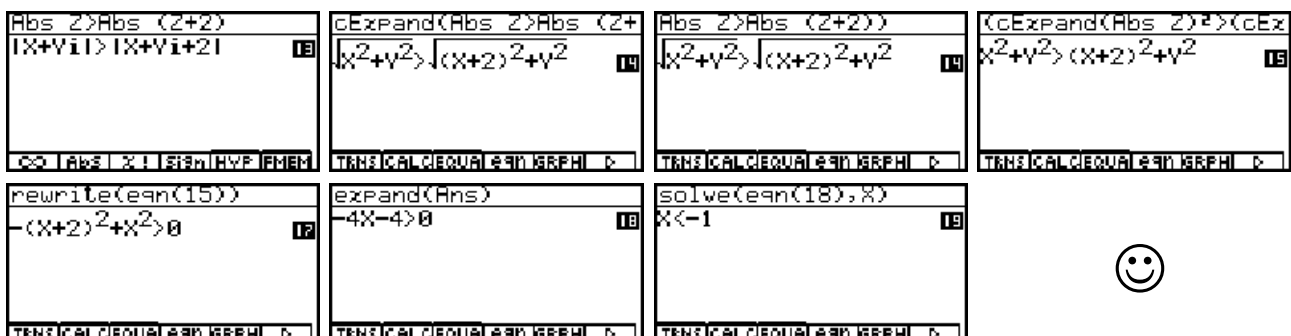 Abs Z>Abs (Z+2)
|X+Yi|>|X+Yi+2| 13
∞ Abs X! Sign HYP FMEM
cExpand(Abs Z>Abs (Z+
√X²+Y²>√(X+2)²+Y² 14
TRNS CALC EQUA eqn GRPH ▷
Abs Z>Abs (Z+2))
√X²+Y²>√(X+2)²+Y² 14
TRNS CALC EQUA eqn GRPH ▷
(cExpand(Abs Z)²>(cEx
X²+Y²>(X+2)²+Y² 15
TRNS CALC EQUA eqn GRPH ▷
rewrite(eqn(15))
-(X+2)²+X²>0 17
TRNS CALC EQUA eqn GRPH ▷
expand(Ans)
-4X-4>0 18
TRNS CALC EQUA eqn GRPH ▷
solve(eqn(18),X)
X<-1 19
TRNS CALC EQUA eqn GRPH ▷